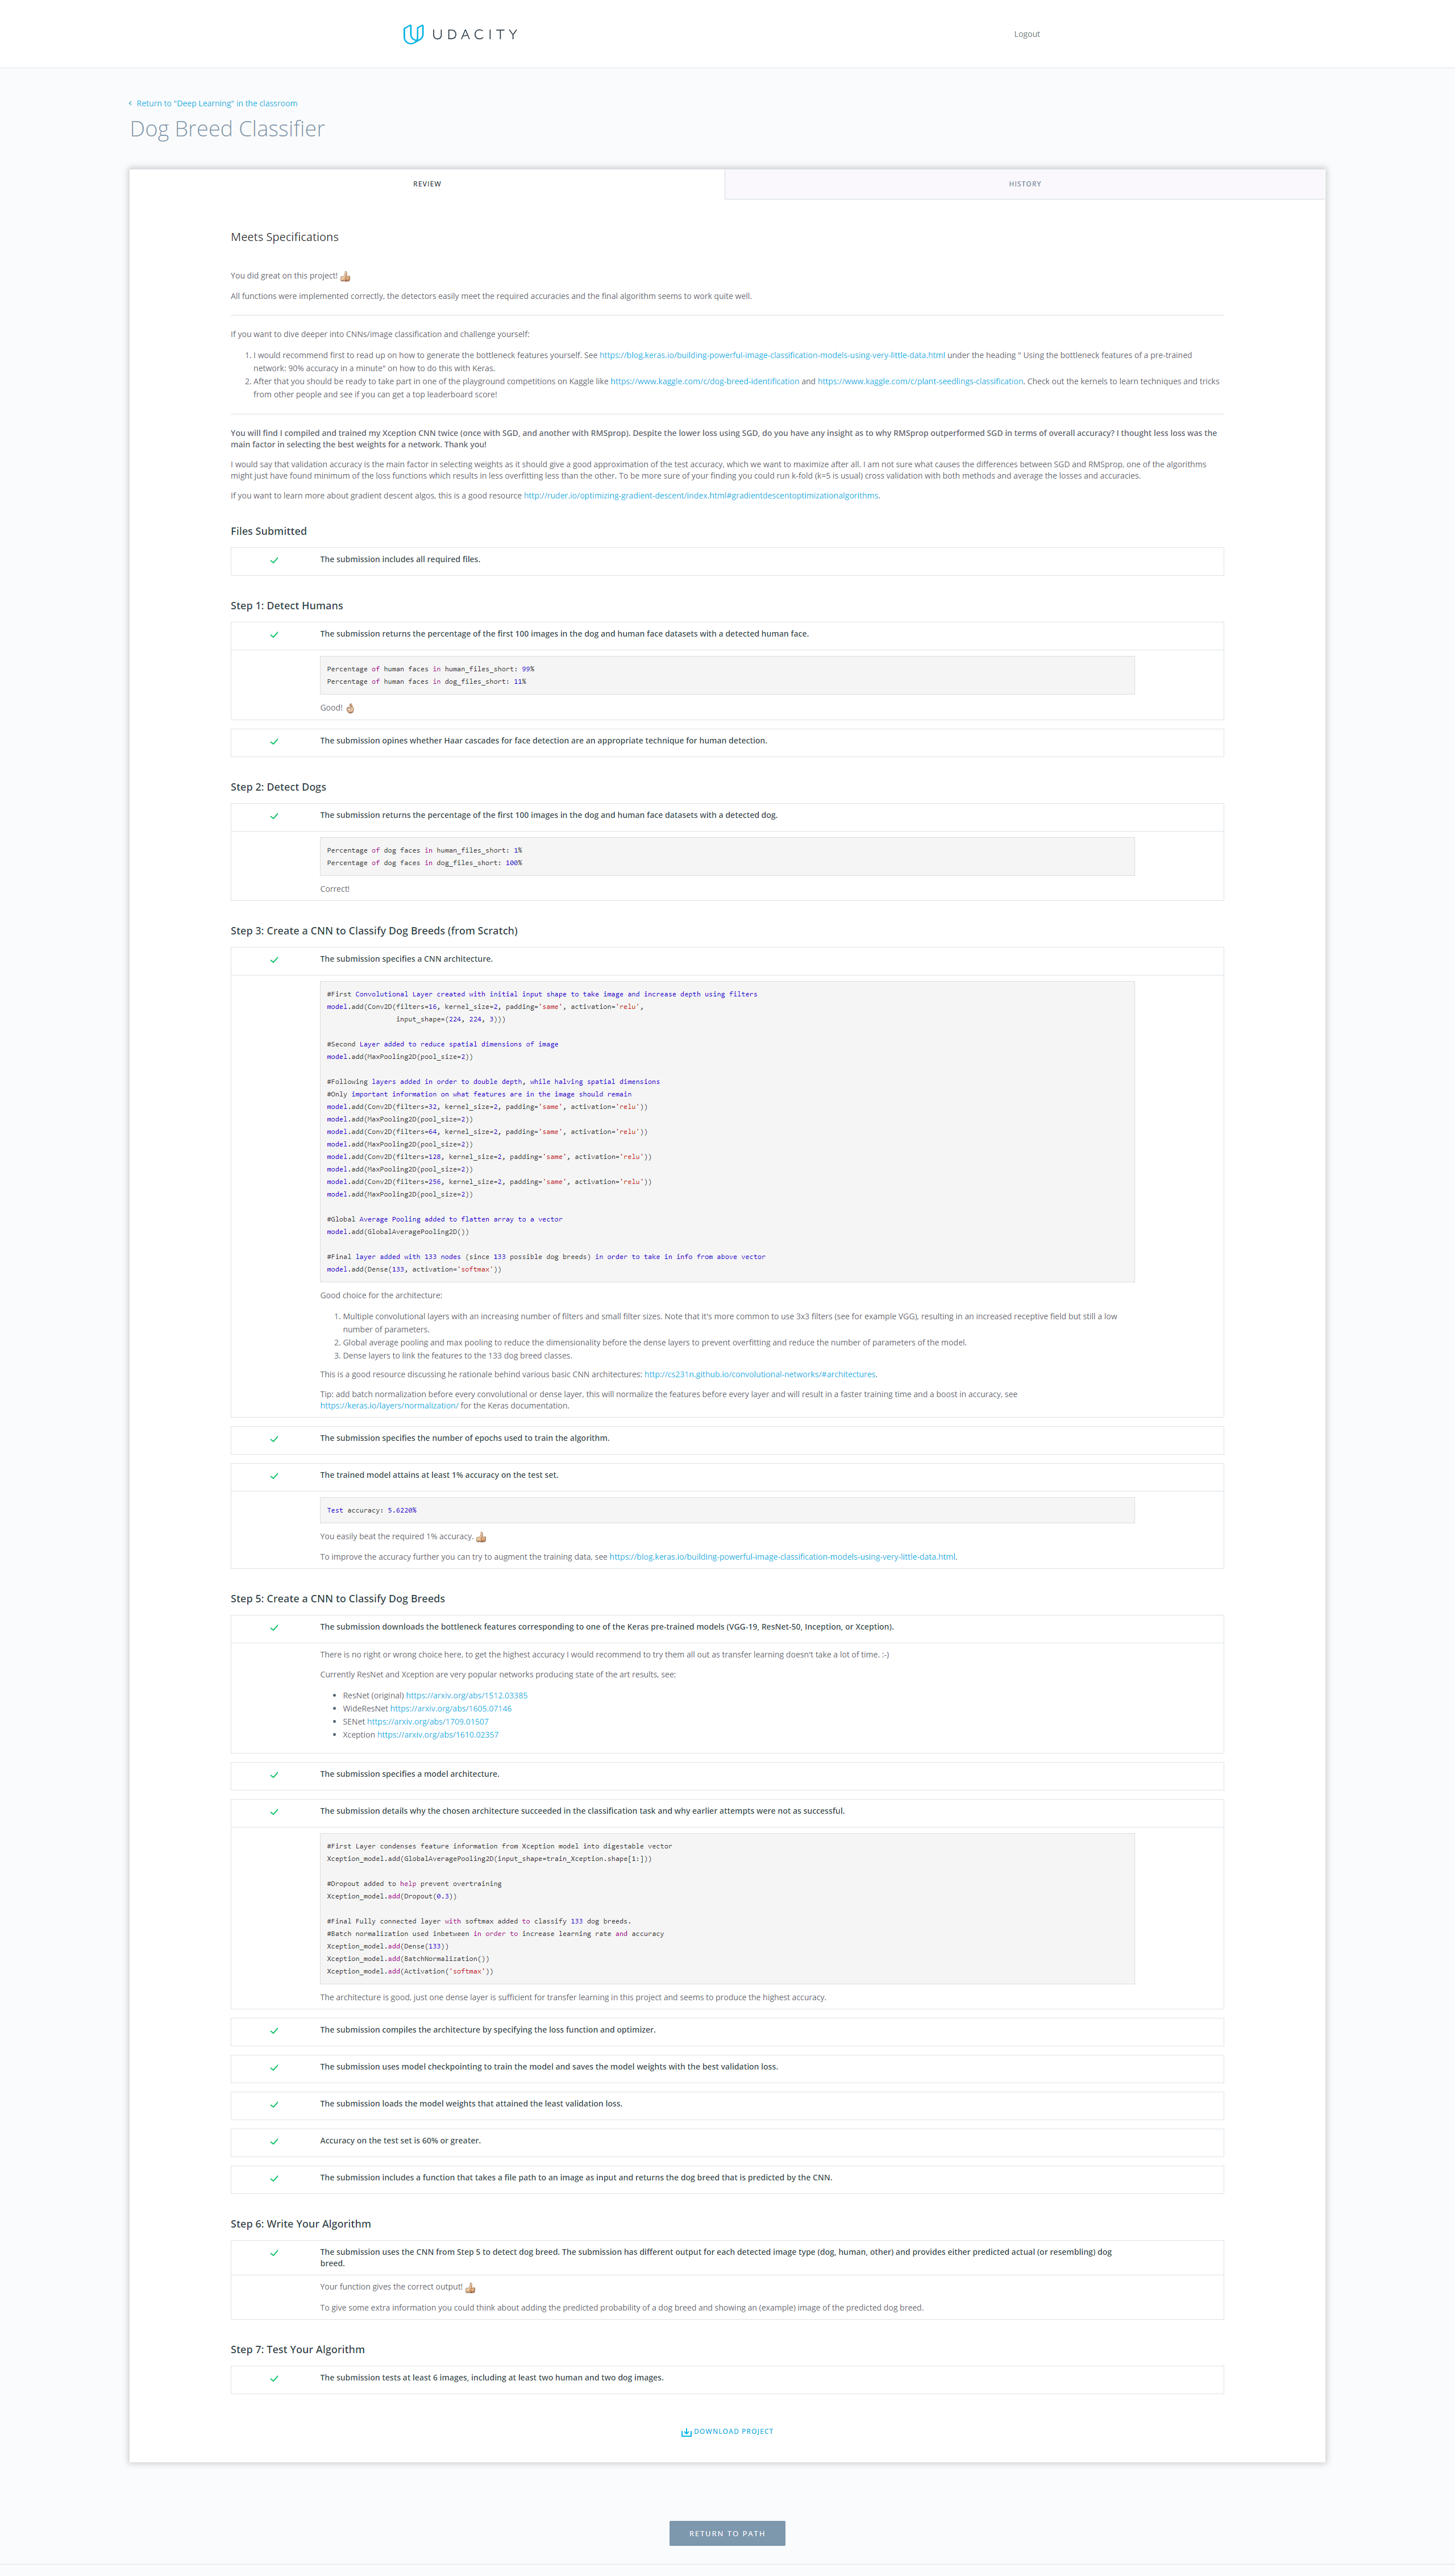 UDACITY
Logout
Return to "Deep Learning" in the classroom
Dog Breed Classifier
REVIEW
HISTORY
Meets Specifications
You did great on this project!
All functions were implemented correctly, the detectors easily meet the required accuracies and the final algorithm seems to work quite well.
If you want to dive deeper into CNNs/image classification and challenge yourself:
1. I would recommend first to read up on how to generate the bottleneck features yourself. See https://blog.keras.io/building-powerful-image-classification-models-using-very-little-data.html under the heading " Using the bottleneck features of a pre-trained
network: 90% accuracy in a minute" on how to do this with Keras.
2. After that you should be ready to take part in one of the playground competitions on Kaggle like https://www.kaggle.com/c/dog-breed-identification and https://www.kaggle.com/c/plant-seedlings-classification. Check out the kernels to learn techniques and tricks
from other people and see if you can get a top leaderboard score!
You will find I compiled and trained my Xception CNN twice (once with SGD, and another with RMSprop). Despite the lower loss using SGD, do you have any insight as to why RMSprop outperformed SGD in terms of overall accuracy? I thought less loss was the
main factor in selecting the best weights for a network. Thank you!
I would say that validation accuracy is the main factor in selecting weights as it should give a good approximation of the test accuracy, which we want to maximize after all. I am not sure what causes the differences between SGD and RMSprop, one of the algorithms
might just have found minimum of the loss functions which results in less overfitting less than the other. To be more sure of your finding you could run k-fold (k=5 is usual) cross validation with both methods and average the losses and accuracies.
If you want to learn more about gradient descent algos, this is a good resource http://ruder.io/optimizing-gradient-descent/index.html#gradientdescentoptimizationalgorithms.
Files Submitted
The submission includes all required files.
Step 1: Detect Humans
The submission returns the percentage of the first 100 images in the dog and human face datasets with a detected human face.
Percentage of human faces in human_files_short: 99%
Percentage of human faces in dog_files_short: 11%
Good!
The submission opines whether Haar cascades for face detection are an appropriate technique for human detection.
Step 2: Detect Dogs
The submission returns the percentage of the first 100 images in the dog and human face datasets with a detected dog.
Percentage of dog faces in human_files_short: 1%
Percentage of dog faces in dog_files_short: 100%
Correct!
Step 3: Create a CNN to Classify Dog Breeds (from Scratch)
The submission specifies a CNN architecture.
#First Convolutional Layer created with initial input shape to take image and increase depth using filters
model.add(Conv2D(filters=16, kernel_size=2, padding='same', activation='relu',
input_shape=(224, 224, 3)))
#Second Layer added to reduce spatial dimensions of image
model.add(MaxPooling2D(pool_size=2))
#Following layers added in order to double depth, while halving spatial dimensions
#Only important information on what features are in the image should remain
model.add(Conv2D(filters=32, kernel_size=2, padding='same', activation='relu'))
model.add(MaxPooling2D(pool_size=2))
model.add(Conv2D(filters=64, kernel_size=2, padding='same', activation='relu'))
model.add(MaxPooling2D(pool_size=2))
model.add(Conv2D(filters=128, kernel_size=2, padding='same', activation='relu'))
model.add(MaxPooling2D(pool_size=2))
model.add(Conv2D(filters=256, kernel_size=2, padding='same', activation='relu'))
model.add(MaxPooling2D(pool_size=2))
#Global Average Pooling added to flatten array to a vector
model.add(GlobalAveragePooling2D())
#Final layer added with 133 nodes (since 133 possible dog breeds) in order to take in info from above vector
model.add(Dense(133, activation='softmax'))
Good choice for the architecture:
1. Multiple convolutional layers with an increasing number of filters and small filter sizes. Note that it's more common to use 3x3 filters (see for example VGG), resulting in an increased receptive field but still a low
number of parameters.
2. Global average pooling and max pooling to reduce the dimensionality before the dense layers to prevent overfitting and reduce the number of parameters of the model.
3. Dense layers to link the features to the 133 dog breed classes.
This is a good resource discussing he rationale behind various basic CNN architectures: http://cs231n.github.io/convolutional-networks/#architectures.
Tip: add batch normalization before every convolutional or dense layer, this will normalize the features before every layer and will result in a faster training time and a boost in accuracy, see
https://keras.io/layers/normalization/ for the Keras documentation.
The submission specifies the number of epochs used to train the algorithm.
The trained model attains at least 1% accuracy on the test set.
Test accuracy: 5.6220%
You easily beat the required 1% accuracy.
To improve the accuracy further you can try to augment the training data, see https://blog.keras.io/building-powerful-image-classification-models-using-very-little-data.html.
Step 5: Create a CNN to Classify Dog Breeds
The submission downloads the bottleneck features corresponding to one of the Keras pre-trained models (VGG-19, ResNet-50, Inception, or Xception).
There is no right or wrong choice here, to get the highest accuracy I would recommend to try them all out as transfer learning doesn't take a lot of time. :-)
Currently ResNet and Xception are very popular networks producing state of the art results, see:
• ResNet (original) https://arxiv.org/abs/1512.03385
• WideResNet https://arxiv.org/abs/1605.07146
• SENet https://arxiv.org/abs/1709.01507
• Xception https://arxiv.org/abs/1610.02357
The submission specifies a model architecture.
The submission details why the chosen architecture succeeded in the classification task and why earlier attempts were not as successful.
#First Layer condenses feature information from Xception model into digestable vector
Xception_model.add(GlobalAveragePooling2D(input_shape=train_Xception.shape[1:]))
#Dropout added to help prevent overtraining
Xception_model.add(Dropout(0.3))
#Final Fully connected layer with softmax added to classify 133 dog breeds.
#Batch normalization used inbetween in order to increase learning rate and accuracy
Xception_model.add(Dense(133))
Xception_model.add(BatchNormalization())
Xception_model.add(Activation('softmax'))
The architecture is good, just one dense layer is sufficient for transfer learning in this project and seems to produce the highest accuracy.
The submission compiles the architecture by specifying the loss function and optimizer.
The submission uses model checkpointing to train the model and saves the model weights with the best validation loss.
The submission loads the model weights that attained the least validation loss.
Accuracy on the test set is 60% or greater.
The submission includes a function that takes a file path to an image as input and returns the dog breed that is predicted by the CNN.
Step 6: Write Your Algorithm
The submission uses the CNN from Step 5 to detect dog breed. The submission has different output for each detected image type (dog, human, other) and provides either predicted actual (or resembling) dog
breed.
Your function gives the correct output!
To give some extra information you could think about adding the predicted probability of a dog breed and showing an (example) image of the predicted dog breed.
Step 7: Test Your Algorithm
The submission tests at least 6 images, including at least two human and two dog images.
DOWNLOAD PROJECT
RETURN TO PATH